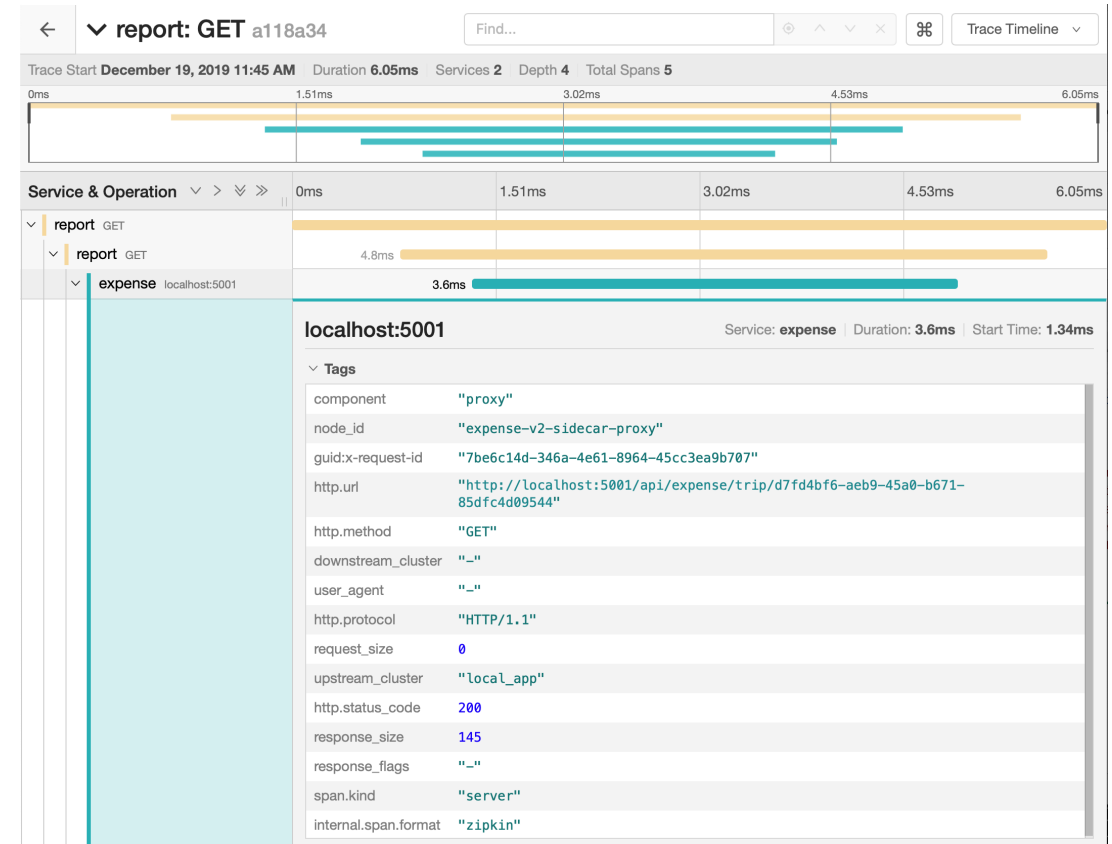 report: GET a118a34
Find...
⌘
Trace Timeline
Trace Start December 19, 2019 11:45 AM Duration 6.05ms Services 2 Depth 4 Total Spans 5
0ms 1.51ms 3.02ms 4.53ms 6.05ms
Service & Operation 0ms 1.51ms 3.02ms 4.53ms 6.05ms
report GET
report GET 4.8ms
expense localhost:5001 3.6ms
localhost:5001 Service: expense Duration: 3.6ms Start Time: 1.34ms
Tags
component "proxy"
node_id "expense-v2-sidecar-proxy"
guid:x-request-id "7be6c14d-346a-4e61-8964-45cc3ea9b707"
http.url "http://localhost:5001/api/expense/trip/d7fd4bf6-aeb9-45a0-b671-
85dfc4d09544"
http.method "GET"
downstream_cluster "-"
user_agent "-"
http.protocol "HTTP/1.1"
request_size 0
upstream_cluster "local_app"
http.status_code 200
response_size 145
response_flags "-"
span.kind "server"
internal.span.format "zipkin"